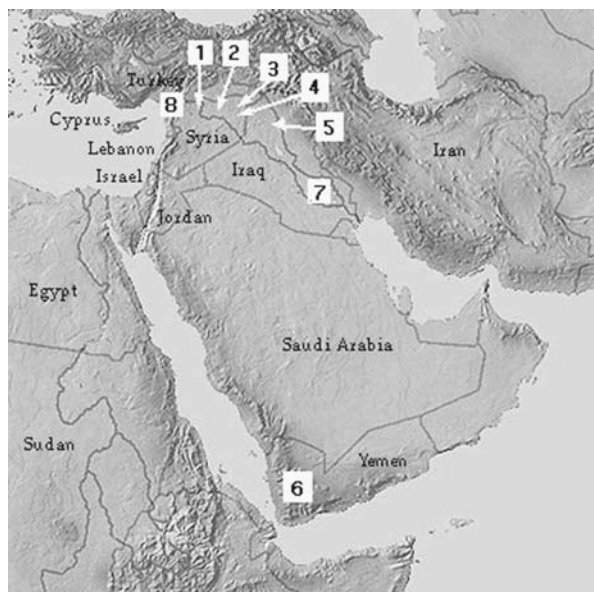 1
2
3
4
Turkey
8
Cyprus
5
Syria
Lebanon
Iran
Iraq
Israel
7
Jordan
Egypt
Saudi Arabia
Sudan
Yemen
6